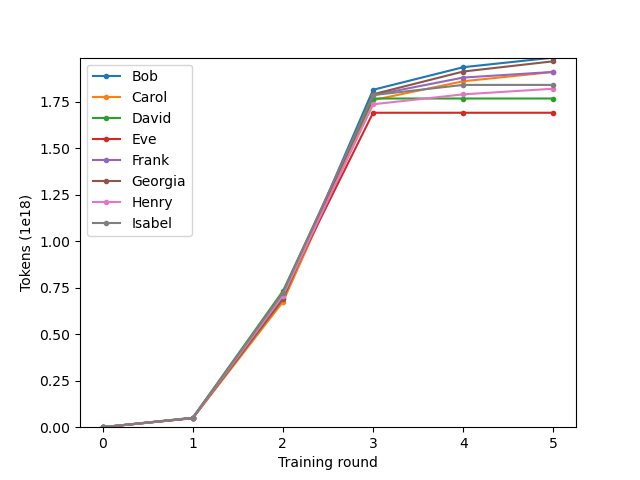 Bob
Carol
David
Eve
Frank
Georgia
Henry
Isabel
1.75
1.50
1.25
1.00
0.75
0.50
0.25
0.00
Tokens (1e18)
0 1 2 3 4 5
Training round